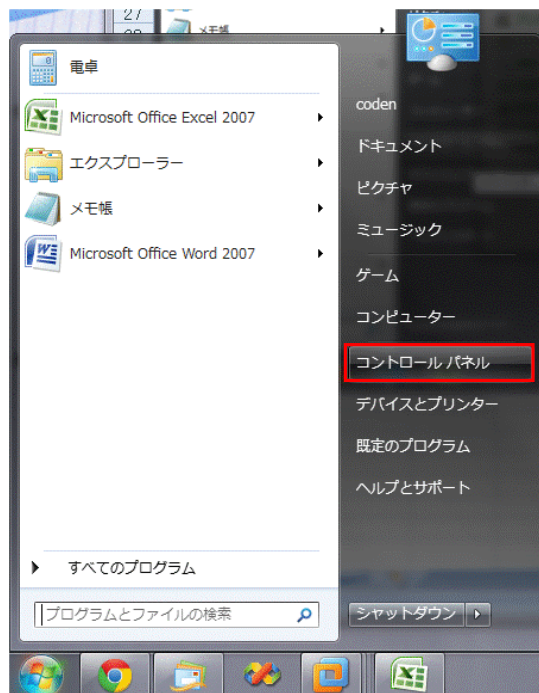 27
メモ帳
電卓
Microsoft Office Excel 2007
エクスプローラー
メモ帳
Microsoft Office Word 2007
すべてのプログラム
プログラムとファイルの検索
coden
ドキュメント
ピクチャ
ミュージック
ゲーム
コンピューター
コントロール パネル
デバイスとプリンター
既定のプログラム
ヘルプとサポート
シャットダウン